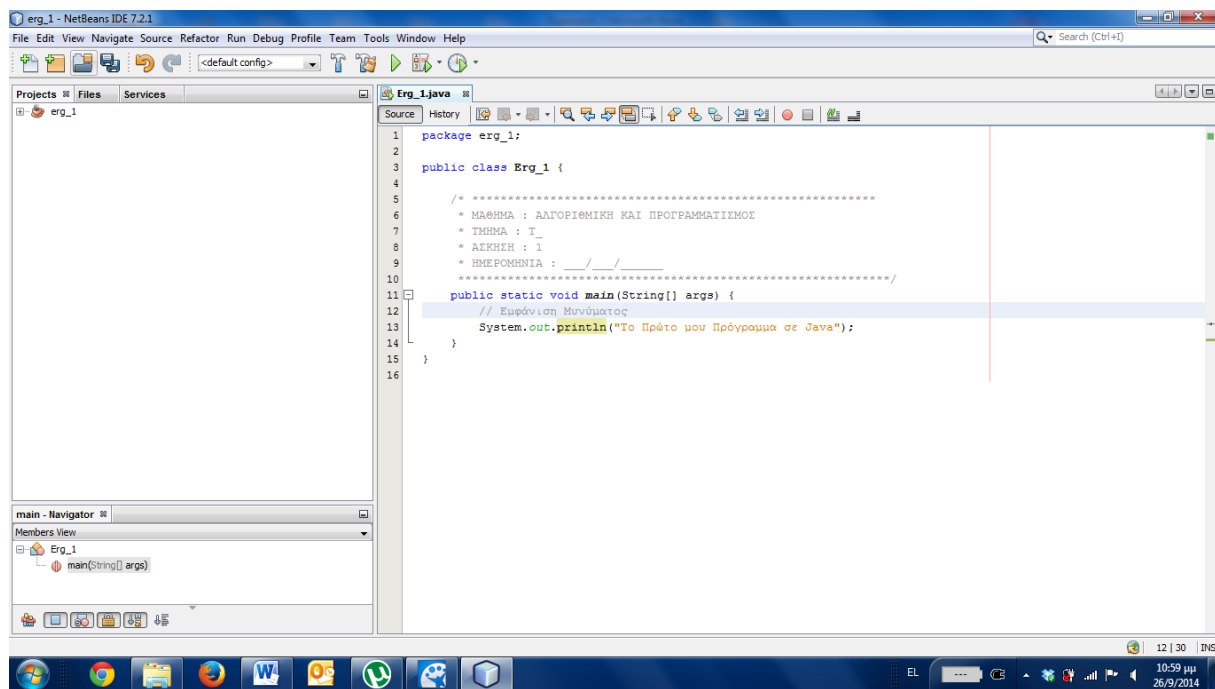 erg_1 - NetBeans IDE 7.2.1
File Edit View Navigate Source Refactor Run Debug Profile Team Tools Window Help
Search (Ctrl+I)
<default config>
Projects Files Services
erg_1
Erg_1.java
Source History
1 package erg_1;
2
3 public class Erg_1 {
4
5 /* *********************************************************
6 * ΜΑΘΗΜΑ : ΑΛΓΟΡΙΘΜΙΚΗ ΚΑΙ ΠΡΟΓΡΑΜΜΑΤΙΣΜΟΣ
7 * ΤΜΗΜΑ : Τ_
8 * ΑΣΚΗΣΗ : 1
9 * ΗΜΕΡΟΜΗΝΙΑ : ___/___/______
10 *************************************************************/
11 public static void main(String[] args) {
12 // Εμφάνιση Μυνύματος
13 System.out.println("Το Πρώτο μου Πρόγραμμα σε Java");
14 }
15 }
16
main - Navigator
Members View
Erg_1
main(String[] args)
12 | 30 INS
EL
10:59 μμ
26/9/2014